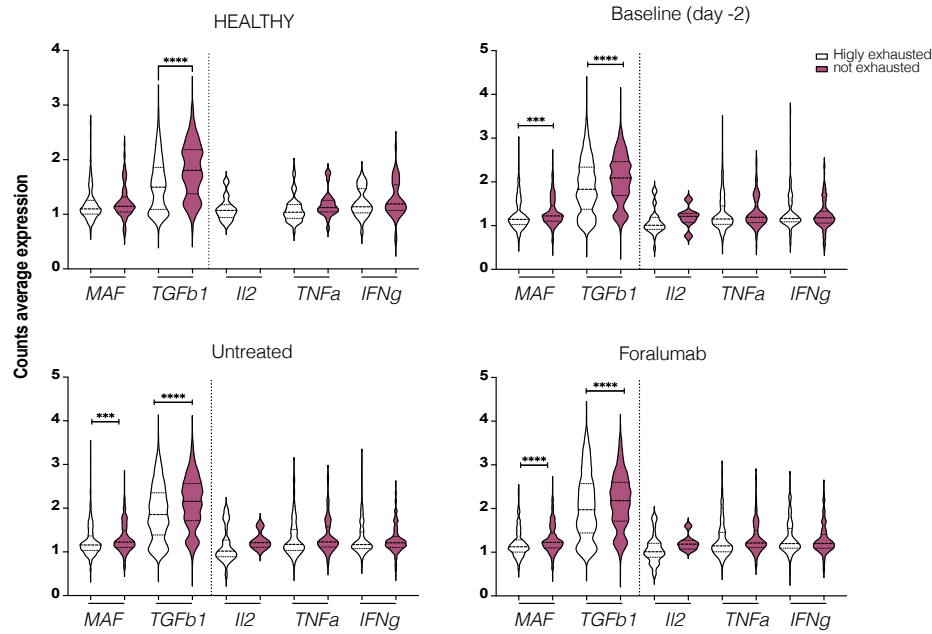 HEALTHY
Baseline (day -2)
Higly exhausted
not exhausted
Counts average expression
4
3
2
1
0
****
MAF TGFb1 Il2 TNFa IFNg
5
4
3
2
1
0
*** ****
MAF TGFb1 Il2 TNFa IFNg
Untreated
Foralumab
5
4
3
2
1
0
*** ****
MAF TGFb1 Il2 TNFa IFNg
5
4
3
2
1
0
**** ****
MAF TGFb1 Il2 TNFa IFNg